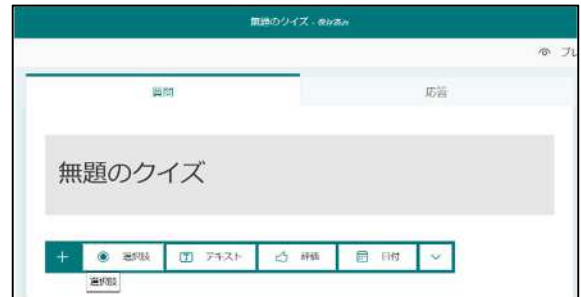 無題のクイズ - 保存済み
プレ
質問 応答
無題のクイズ
＋ 選択肢 テキスト 評価 日付
選択肢